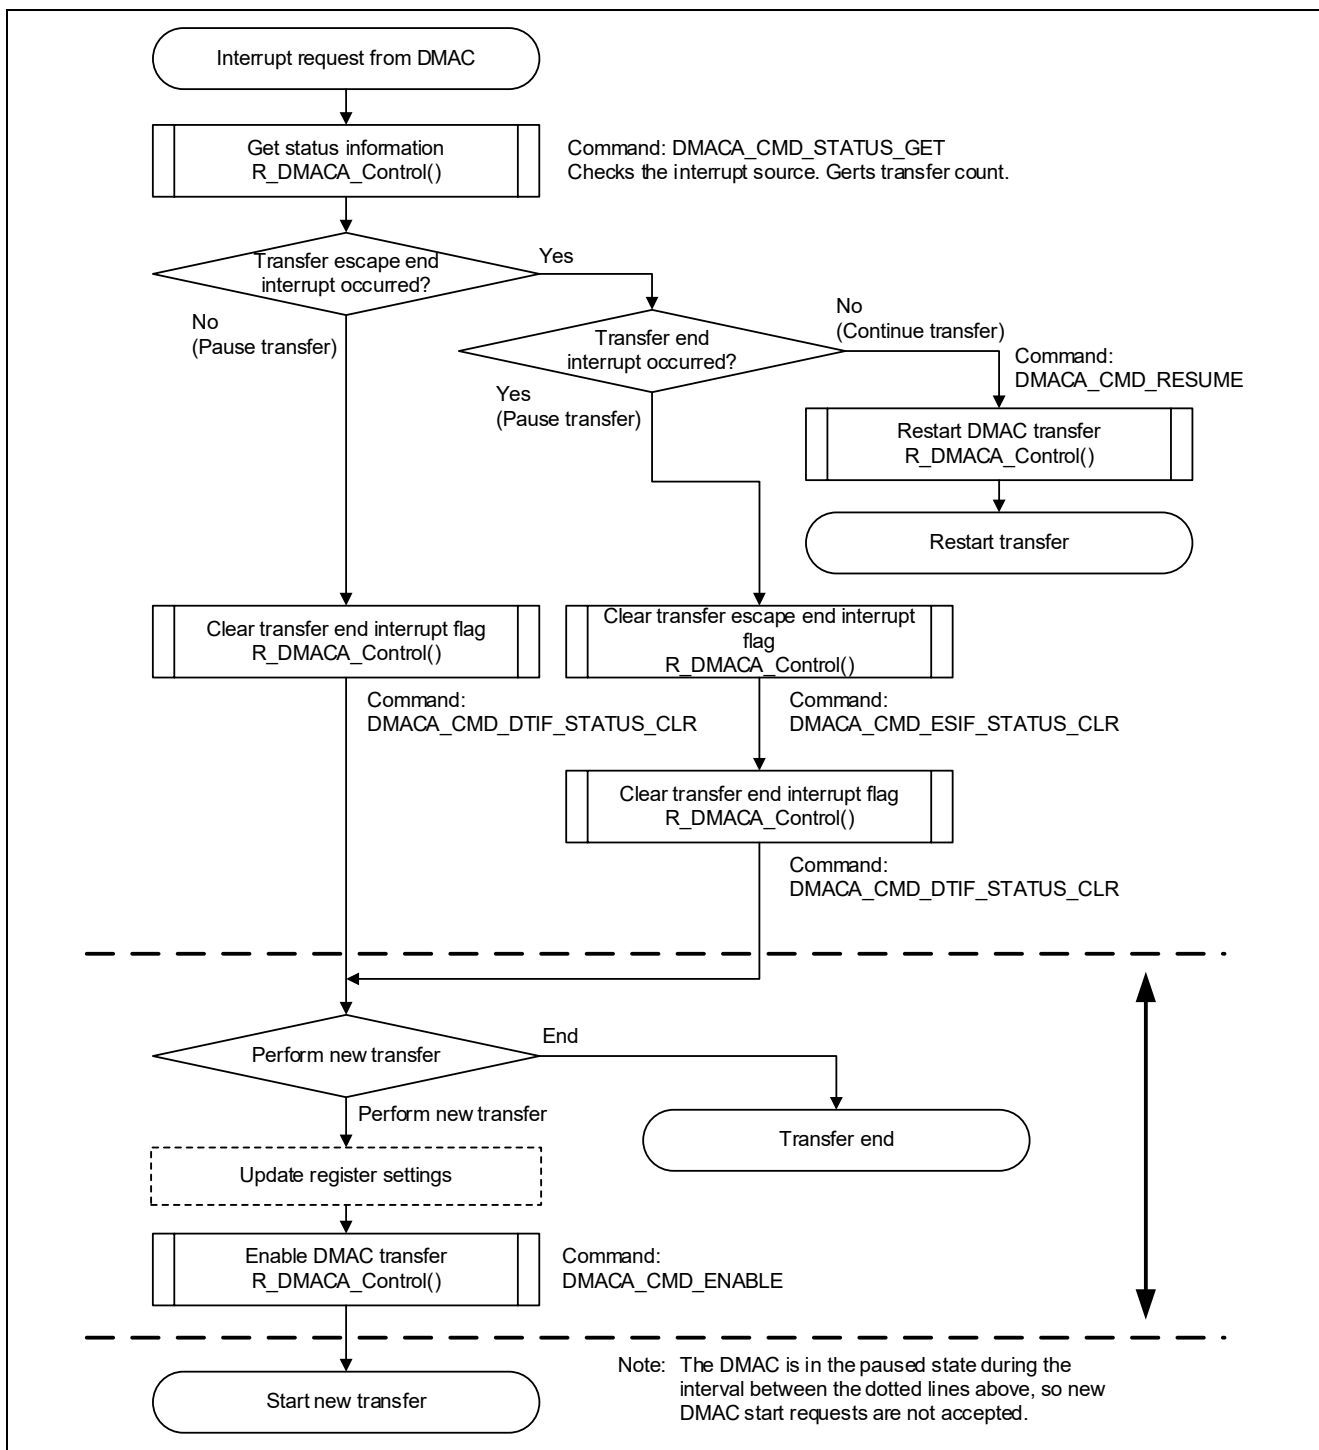 Interrupt request from DMAC
Get status information
R_DMACA_Control()
Command: DMACA_CMD_STATUS_GET
Checks the interrupt source. Gerts transfer count.
Transfer escape end
interrupt occurred?
Yes
No
(Pause transfer)
Transfer end
interrupt occurred?
No
(Continue transfer)
Yes
(Pause transfer)
Command:
DMACA_CMD_RESUME
Restart DMAC transfer
R_DMACA_Control()
Restart transfer
Clear transfer end interrupt flag
R_DMACA_Control()
Command:
DMACA_CMD_DTIF_STATUS_CLR
Clear transfer escape end interrupt
flag
R_DMACA_Control()
Command:
DMACA_CMD_ESIF_STATUS_CLR
Clear transfer end interrupt flag
R_DMACA_Control()
Command:
DMACA_CMD_DTIF_STATUS_CLR
Perform new transfer
End
Transfer end
Perform new transfer
Update register settings
Enable DMAC transfer
R_DMACA_Control()
Command:
DMACA_CMD_ENABLE
Start new transfer
Note: The DMAC is in the paused state during the
interval between the dotted lines above, so new
DMAC start requests are not accepted.